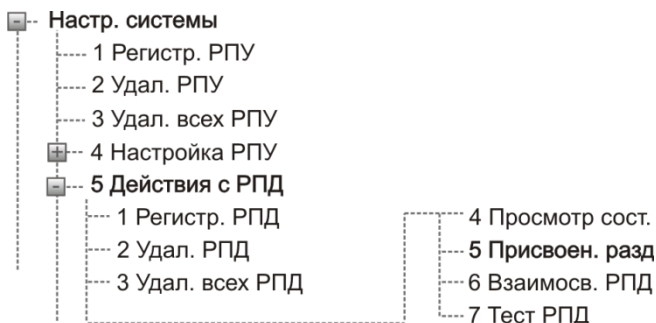 Настр. системы
1 Регистр. РПУ
2 Удал. РПУ
3 Удал. всех РПУ
4 Настройка РПУ
5 Действия с РПД
1 Регистр. РПД
2 Удал. РПД
3 Удал. всех РПД
4 Просмотр сост.
5 Присвоен. разд
6 Взаимосв. РПД
7 Тест РПД